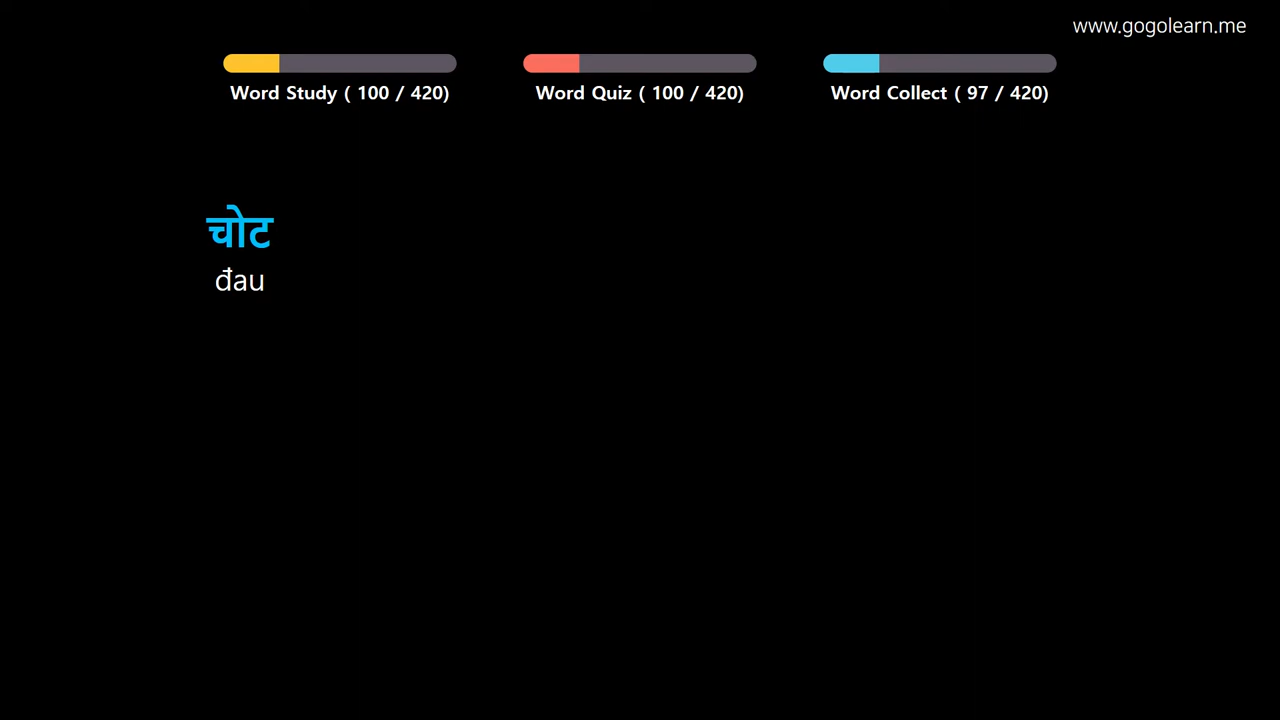 www.gogolearn.me
Word Study ( 100 / 420)
Word Quiz ( 100 / 420)
Word Collect ( 97 / 420)
चोट
đau